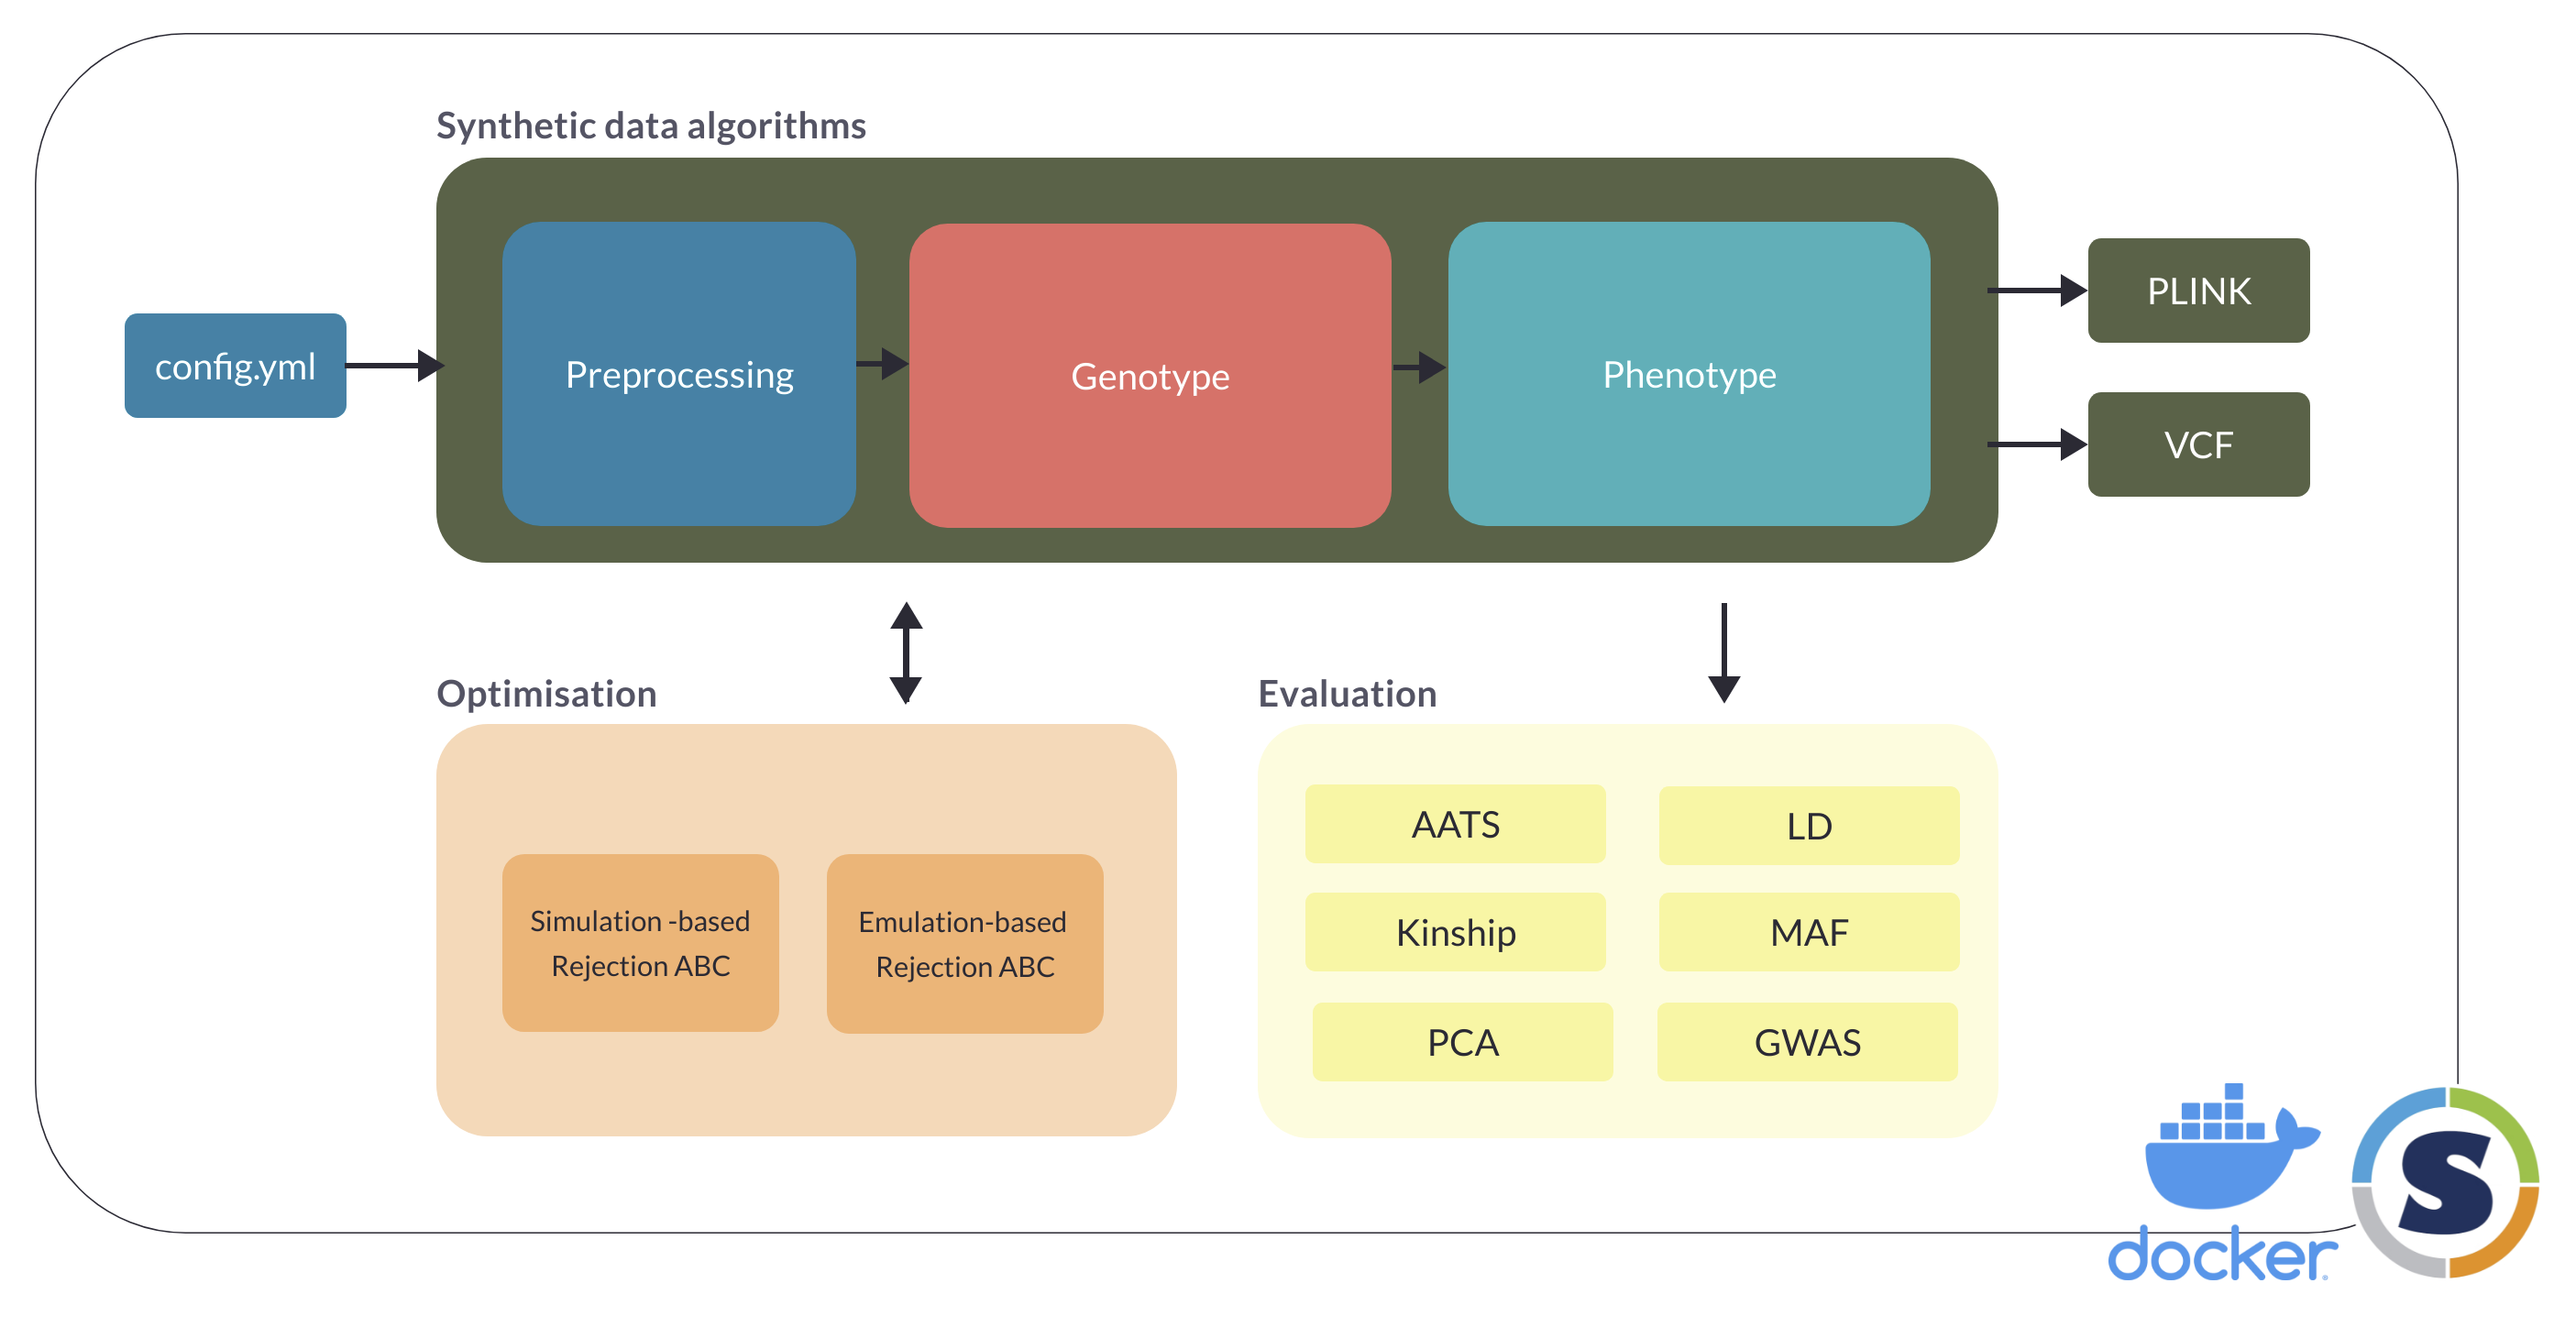 Synthetic data algorithms
config.yml
Preprocessing
Genotype
Phenotype
PLINK
VCF
Optimisation
Simulation -based
Rejection ABC
Emulation-based
Rejection ABC
Evaluation
AATS
LD
Kinship
MAF
PCA
GWAS
docker
S